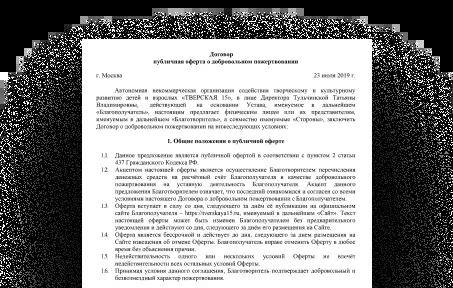 Договор
публичная оферта о добровольном пожертвовании
г. Москва 23 июля 2019 г.
Автономная некоммерческая организация содействия творческому и культурному
развитию детей и взрослых «ТВЕРСКАЯ 15», в лице Директора Тульчинской Татьяны
Владимировны, действующей на основании Устава, именуемое в дальнейшем
«Благополучатель», настоящим предлагает физическим лицам или их представителям,
именуемым в дальнейшем «Благотворитель», а совместно именуемые «Стороны», заключить
Договор о добровольном пожертвовании на нижеследующих условиях:
1. Общие положения о публичной оферте
1.1. Данное предложение является публичной офертой в соответствии с пунктом 2 статьи
437 Гражданского Кодекса РФ.
1.2. Акцептом настоящей оферты является осуществление Благотворителем перечисления
денежных средств на расчётный счёт Благополучателя в качестве добровольного
пожертвования на уставную деятельность Благополучателя. Акцепт данного
предложения Благотворителем означает, что последний ознакомился и согласен со всеми
условиями настоящего Договора о добровольном пожертвовании с Благополучателем.
1.3. Оферта вступает в силу со дня, следующего за днём её публикации на официальном
сайте Благополучателя – https://tverskaya15.ru, именуемый в дальнейшем «Сайт». Текст
настоящей оферты может быть изменен Благополучателем без предварительного
уведомления и действуют со дня, следующего за днём его размещения на Сайте.
1.4. Оферта является бессрочной и действует до дня, следующего за днем размещения на
Сайте извещения об отмене Оферты. Благополучатель вправе отменить Оферту в любое
время без объяснения причин.
1.5. Недействительность одного или нескольких условий Оферты не влечёт
недействительности всех остальных условий Оферты.
1.6. Принимая условия данного соглашения, Благотворитель подтверждает добровольный и
безвозмездный характер пожертвования.